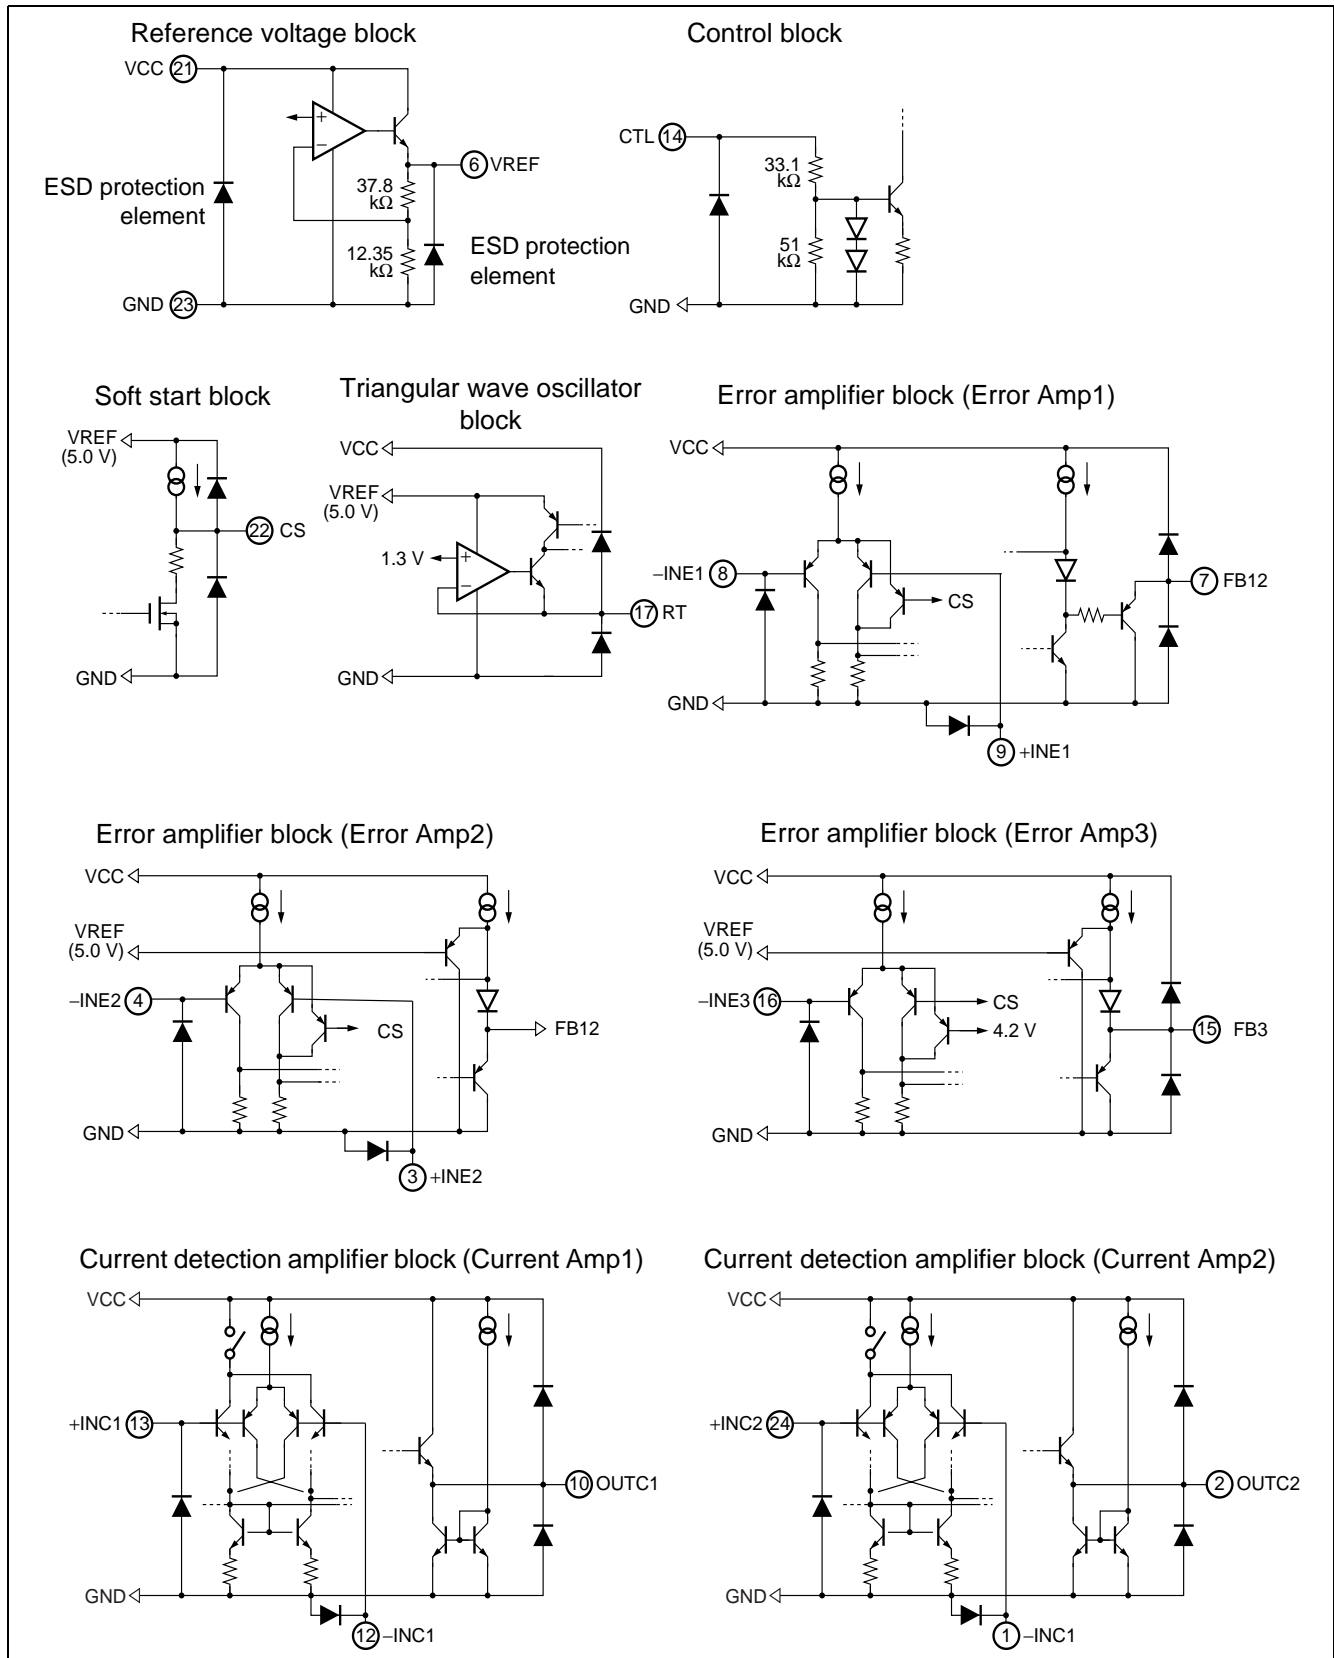 Reference voltage block
VCC 21
+
−
6 VREF
37.8
kΩ
ESD protection
element
12.35
kΩ
ESD protection
element
GND 23
Control block
CTL 14
33.1
kΩ
51
kΩ
GND
Soft start block
VREF
(5.0 V)
22 CS
GND
Triangular wave oscillator
block
VCC
VREF
(5.0 V)
1.3 V
+
−
17 RT
GND
Error amplifier block (Error Amp1)
VCC
−INE1 8
CS
7 FB12
GND
9 +INE1
Error amplifier block (Error Amp2)
VCC
VREF
(5.0 V)
−INE2 4
CS
FB12
GND
3 +INE2
Error amplifier block (Error Amp3)
VCC
VREF
(5.0 V)
−INE3 16
CS
4.2 V
15 FB3
GND
Current detection amplifier block (Current Amp1)
VCC
+INC1 13
10 OUTC1
GND
12 −INC1
Current detection amplifier block (Current Amp2)
VCC
+INC2 24
2 OUTC2
GND
1 −INC1